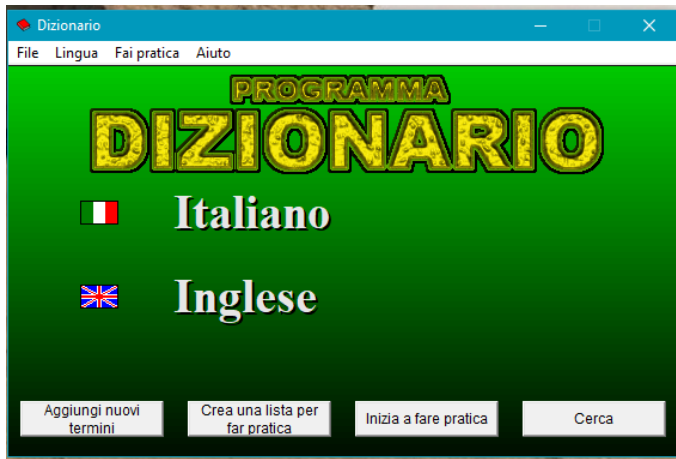 Dizionario
File Lingua Fai pratica Aiuto
PROGRAMMA
DIZIONARIO
Italiano
Inglese
Aggiungi nuovi
termini
Crea una lista per
far pratica
Inizia a fare pratica
Cerca